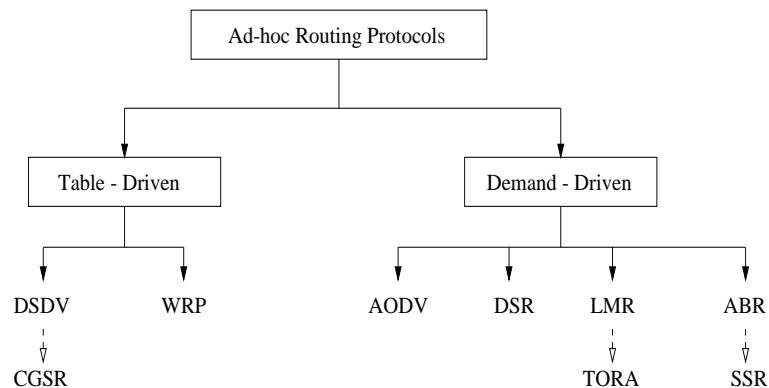 Ad-hoc Routing Protocols
Table - Driven
Demand - Driven
DSDV
WRP
AODV
DSR
LMR
ABR
CGSR
TORA
SSR